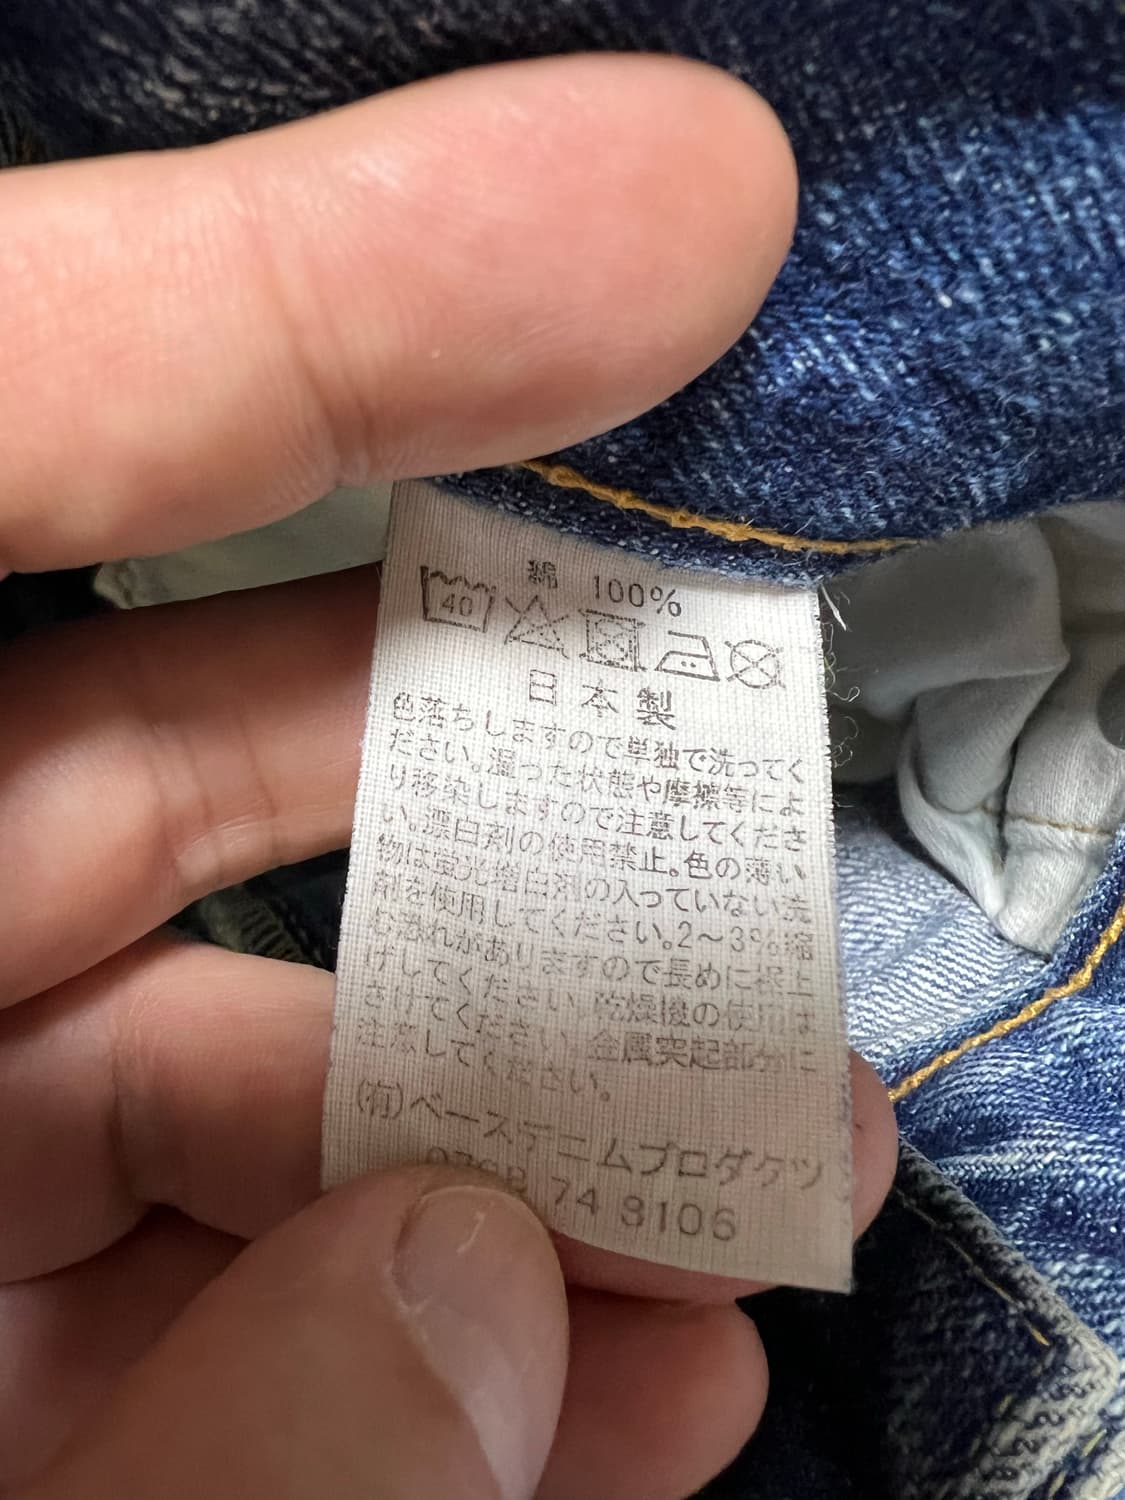 綿 100%
40
日本製
色落ちしますので単独で洗ってく
ださい。湿った状態や摩擦等によ
り移染しますので注意してくださ
い。漂白剤の使用禁止。色の薄い
物は蛍光増白剤の入っていない洗
剤を使用してください。2～3%縮
む恐れがありますので長めに裾上
げしてください。乾燥機の使用は
さけてください。金属突起部分に
注意してください。
(有)ベースデニムプロダクツ
74 3106